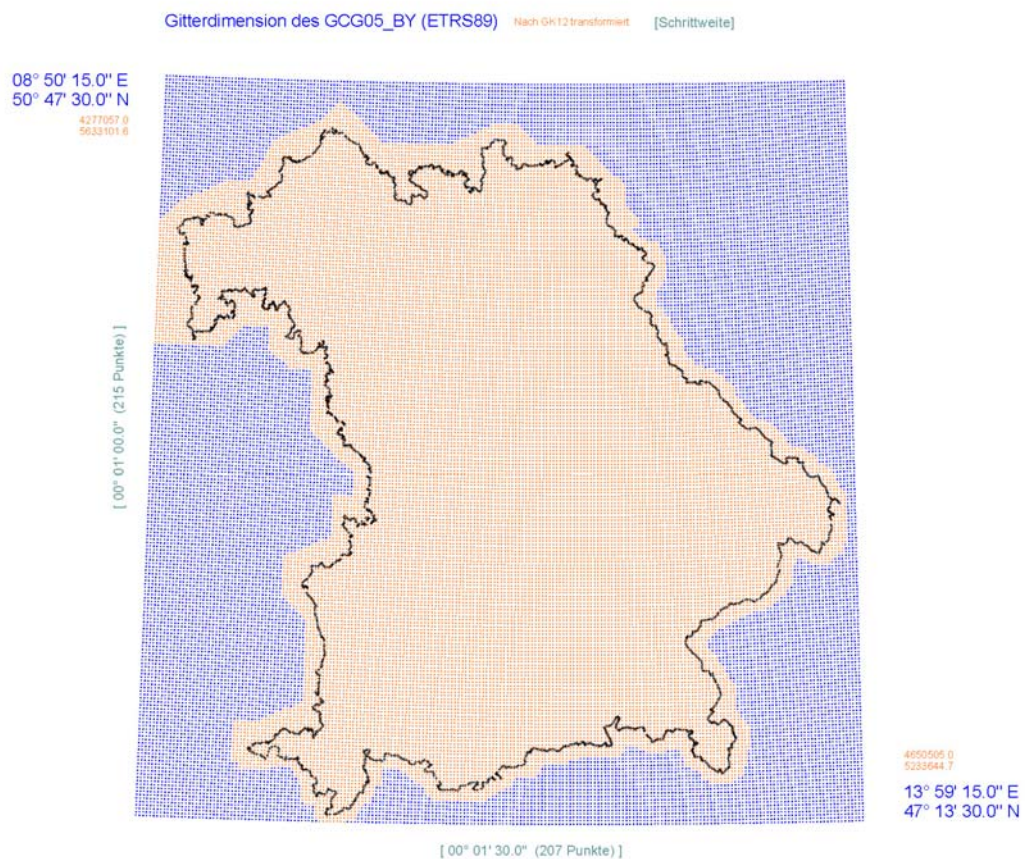 Gitterdimension des GCG05_BY (ETRS89) Nach GK12 transformiert [Schrittweite]
08° 50' 15.0" E
50° 47' 30.0" N
4277057.0
5633101.6
[ 00° 01' 00.0" (215 Punkte) ]
4650505.0
5233644.7
13° 59' 15.0" E
47° 13' 30.0" N
[ 00° 01' 30.0" (207 Punkte) ]